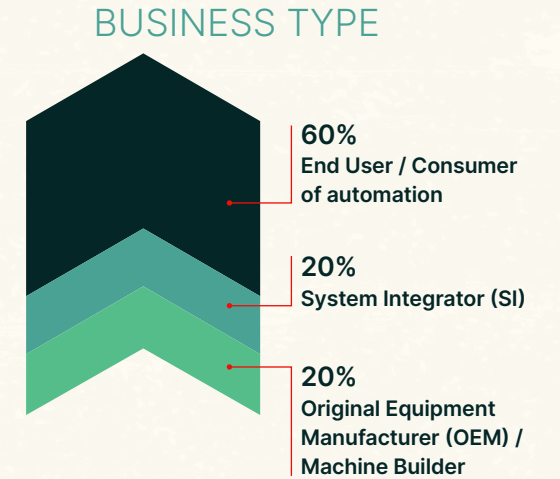 BUSINESS TYPE
60%
End User / Consumer
of automation
20%
System Integrator (SI)
20%
Original Equipment
Manufacturer (OEM) /
Machine Builder